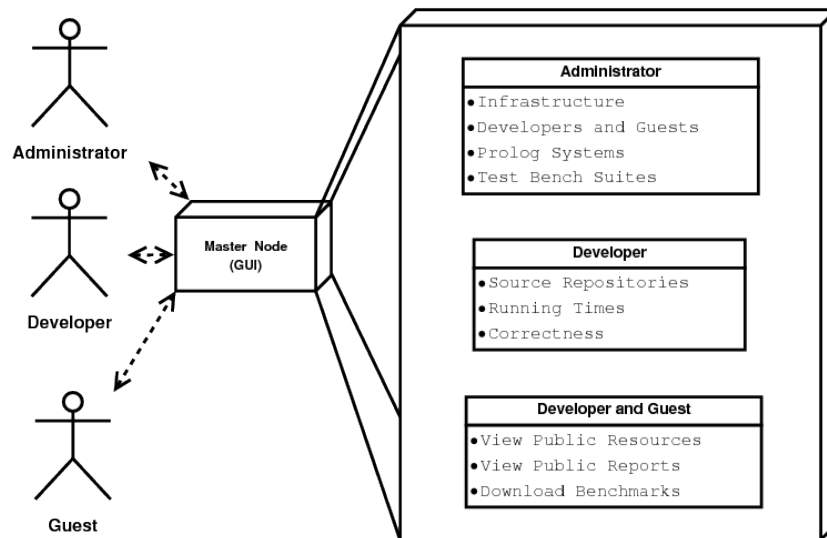 Administrator
Developer
Guest
Master Node
(GUI)
Administrator
•Infrastructure
•Developers and Guests
•Prolog Systems
•Test Bench Suites
Developer
•Source Repositories
•Running Times
•Correctness
Developer and Guest
•View Public Resources
•View Public Reports
•Download Benchmarks